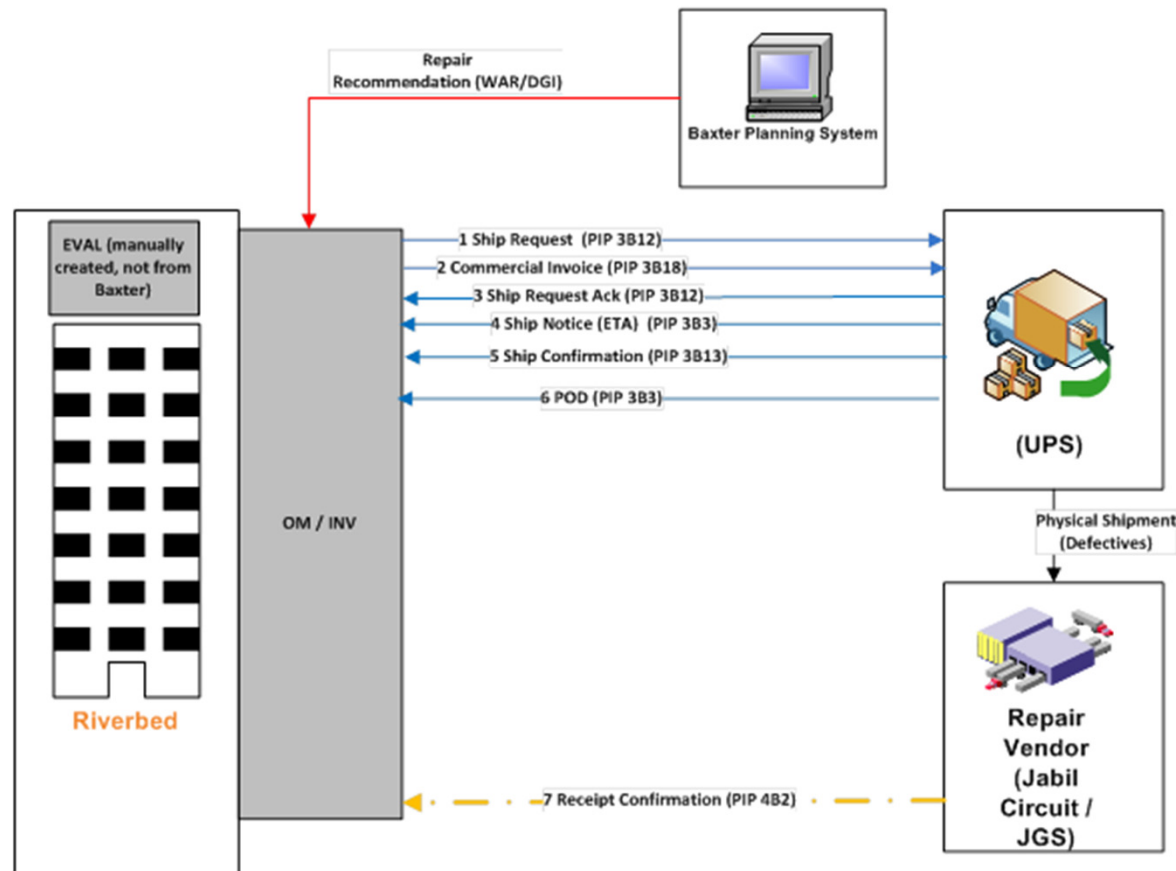 Repair
Recommendation (WAR/DGI)
Baxter Planning System
EVAL (manually
created, not from
Baxter)
1 Ship Request (PIP 3B12)
2 Commercial Invoice (PIP 3B18)
3 Ship Request Ack (PIP 3B12)
4 Ship Notice (ETA) (PIP 3B3)
5 Ship Confirmation (PIP 3B13)
6 POD (PIP 3B3)
(UPS)
OM / INV
Physical Shipment
(Defectives)
Riverbed
Repair
Vendor
(Jabil
Circuit /
JGS)
7 Receipt Confirmation (PIP 4B2)